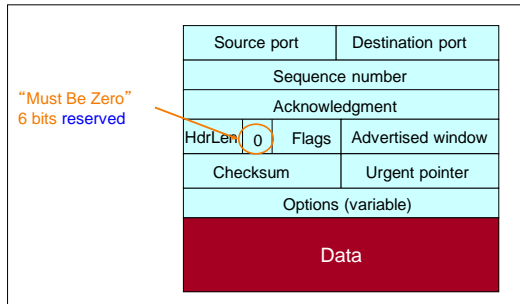 Source port Destination port
Sequence number
“Must Be Zero”
6 bits reserved
Acknowledgment
HdrLen 0 Flags Advertised window
Checksum Urgent pointer
Options (variable)
Data